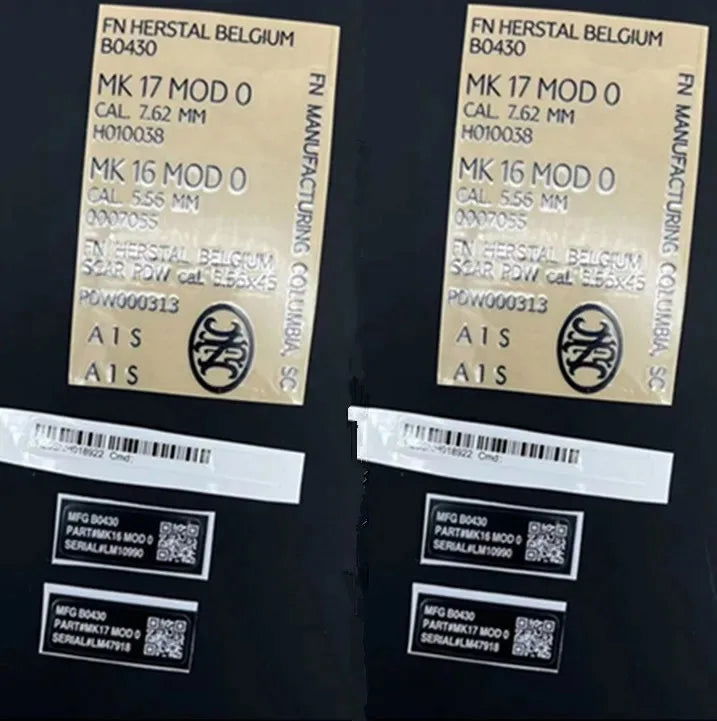 FN HERSTAL BELGIUM
B0430
MK 17 MOD 0
CAL. 7.62 MM
H010038
MK 16 MOD 0
CAL. 5.56 MM
0007055
FN HERSTAL BELGIUM
SCAR PDW cal. 5.56x45
PDW000313
A1S
A1S
FN
FN MANUFACTURING COLUMBIA, SC
Cmd:
MFG B0430
PART#MK16 MOD 0
SERIAL#LM10990
MFG B0430
PART#MK17 MOD 0
SERIAL#LM47918
FN HERSTAL BELGIUM
B0430
MK 17 MOD 0
CAL. 7.62 MM
H010038
MK 16 MOD 0
CAL. 5.56 MM
0007055
FN HERSTAL BELGIUM
SCAR PDW cal. 5.56x45
PDW000313
A1S
A1S
FN
FN MANUFACTURING COLUMBIA, SC
Cmd:
MFG B0430
PART#MK16 MOD 0
SERIAL#LM10990
MFG B0430
PART#MK17 MOD 0
SERIAL#LM47918